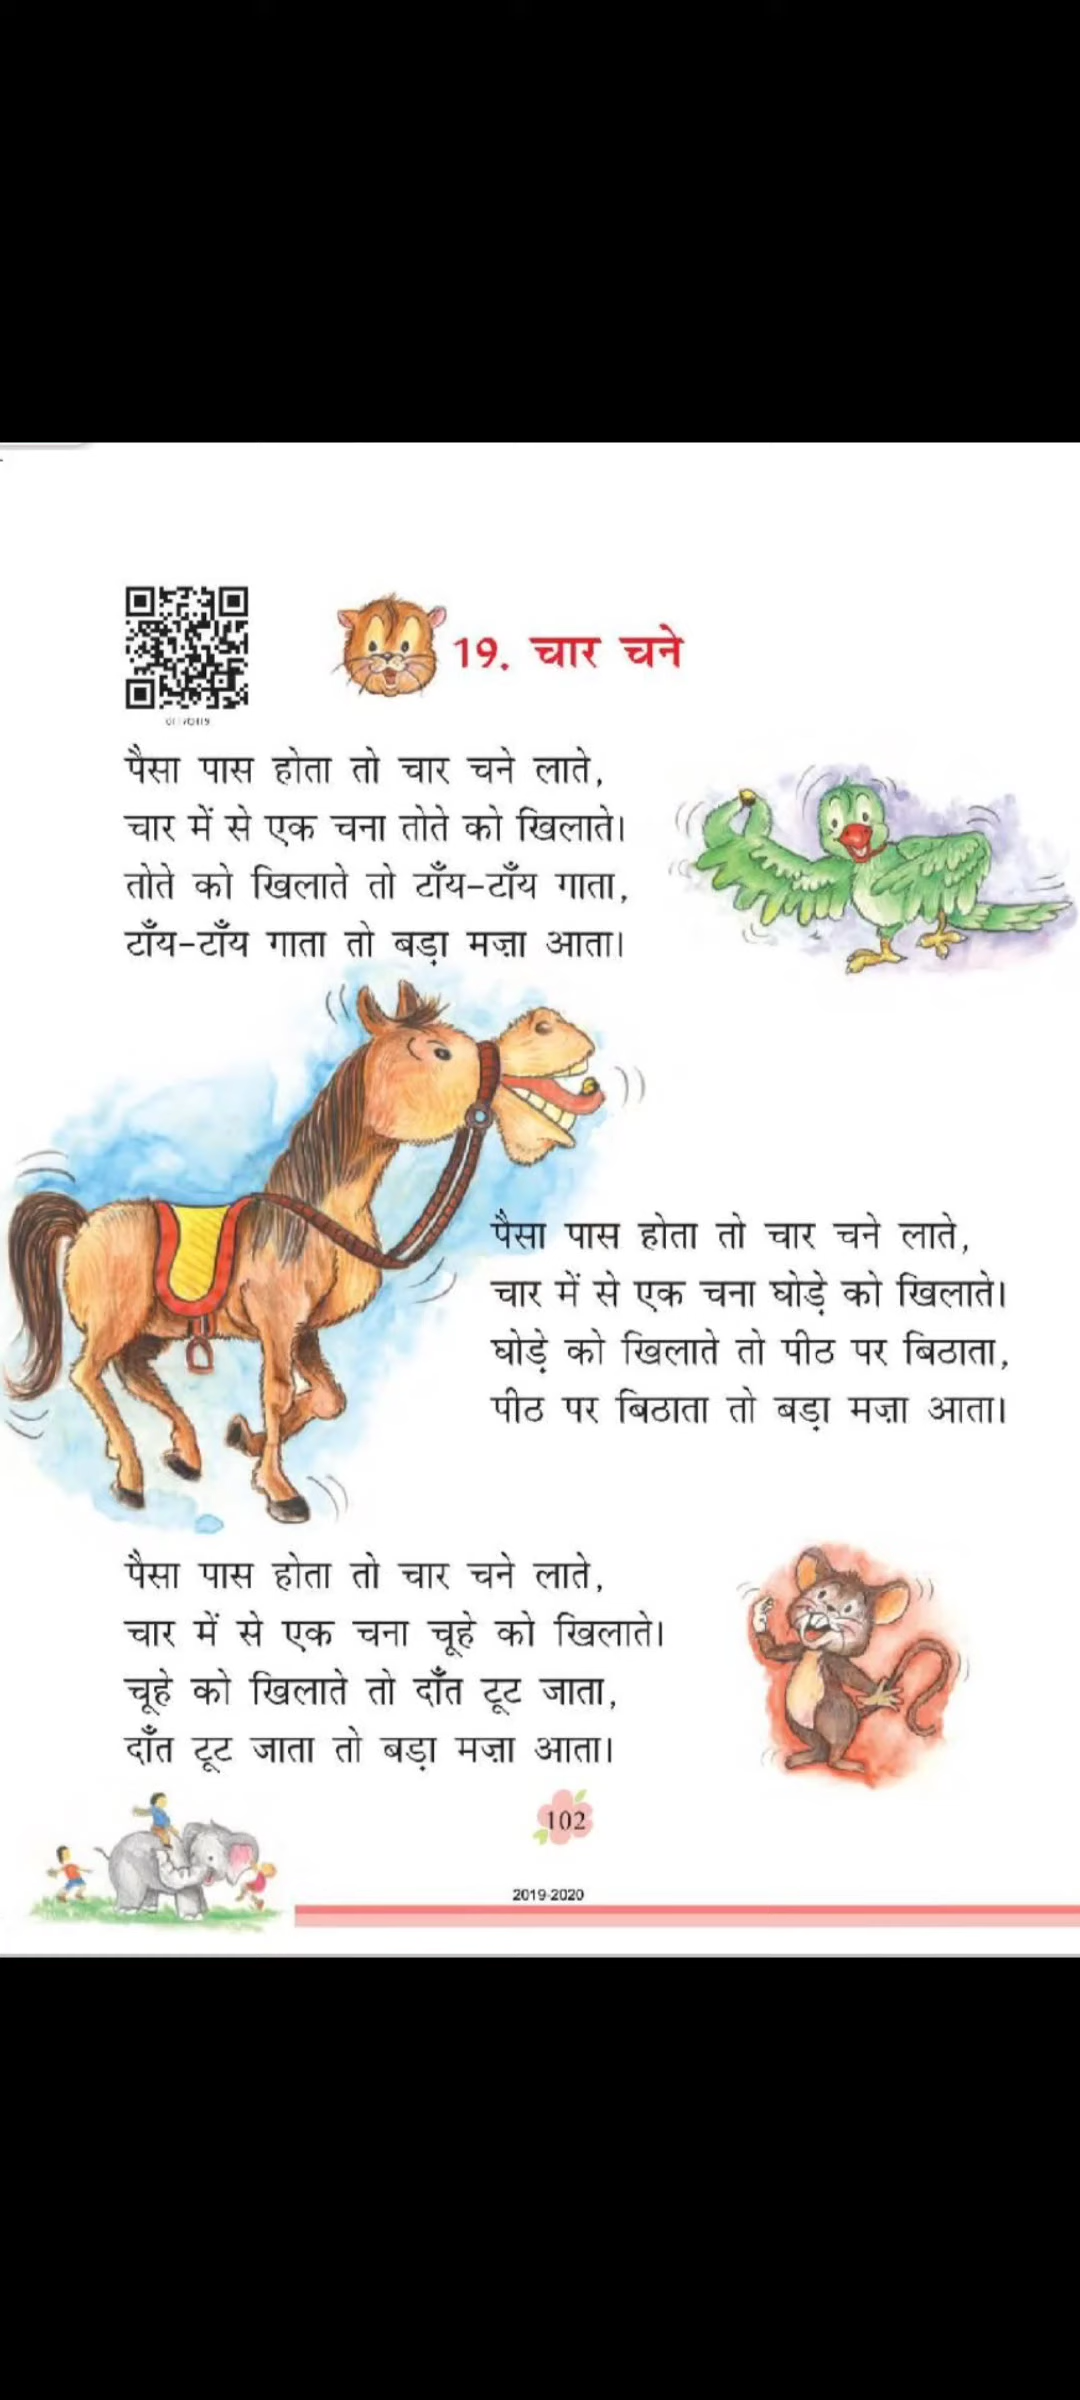 19. चार चने
पैसा पास होता तो चार चने लाते,
चार में से एक चना तोते को खिलाते।
तोते को खिलाते तो टाँय-टाँय गाता,
टाँय-टाँय गाता तो बड़ा मज़ा आता।
पैसा पास होता तो चार चने लाते,
चार में से एक चना घोड़े को खिलाते।
घोड़े को खिलाते तो पीठ पर बिठाता,
पीठ पर बिठाता तो बड़ा मज़ा आता।
पैसा पास होता तो चार चने लाते,
चार में से एक चना चूहे को खिलाते।
चूहे को खिलाते तो दाँत टूट जाता,
दाँत टूट जाता तो बड़ा मज़ा आता।
102
2019-2020